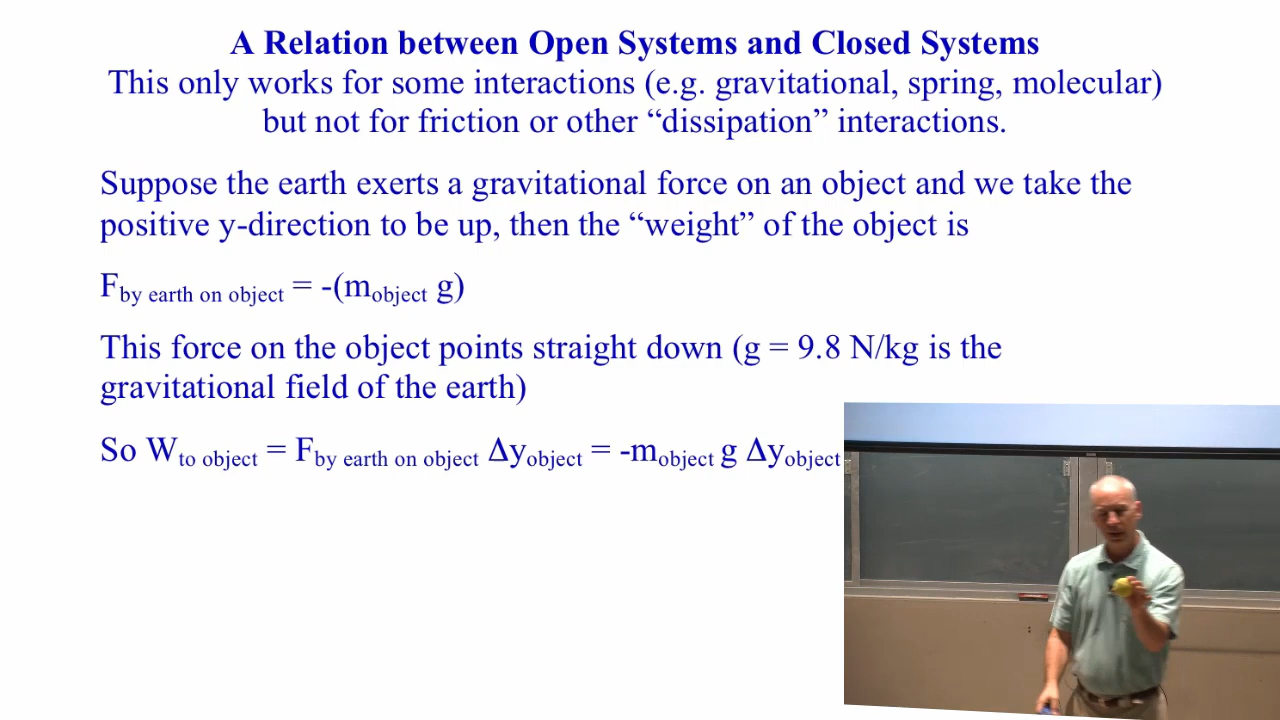 A Relation between Open Systems and Closed Systems
This only works for some interactions (e.g. gravitational, spring, molecular)
but not for friction or other “dissipation” interactions.
Suppose the earth exerts a gravitational force on an object and we take the
positive y-direction to be up, then the “weight” of the object is
Fby earth on object = -(mobject g)
This force on the object points straight down (g = 9.8 N/kg is the
gravitational field of the earth)
So Wto object = Fby earth on object Δyobject = -mobject g Δyobject